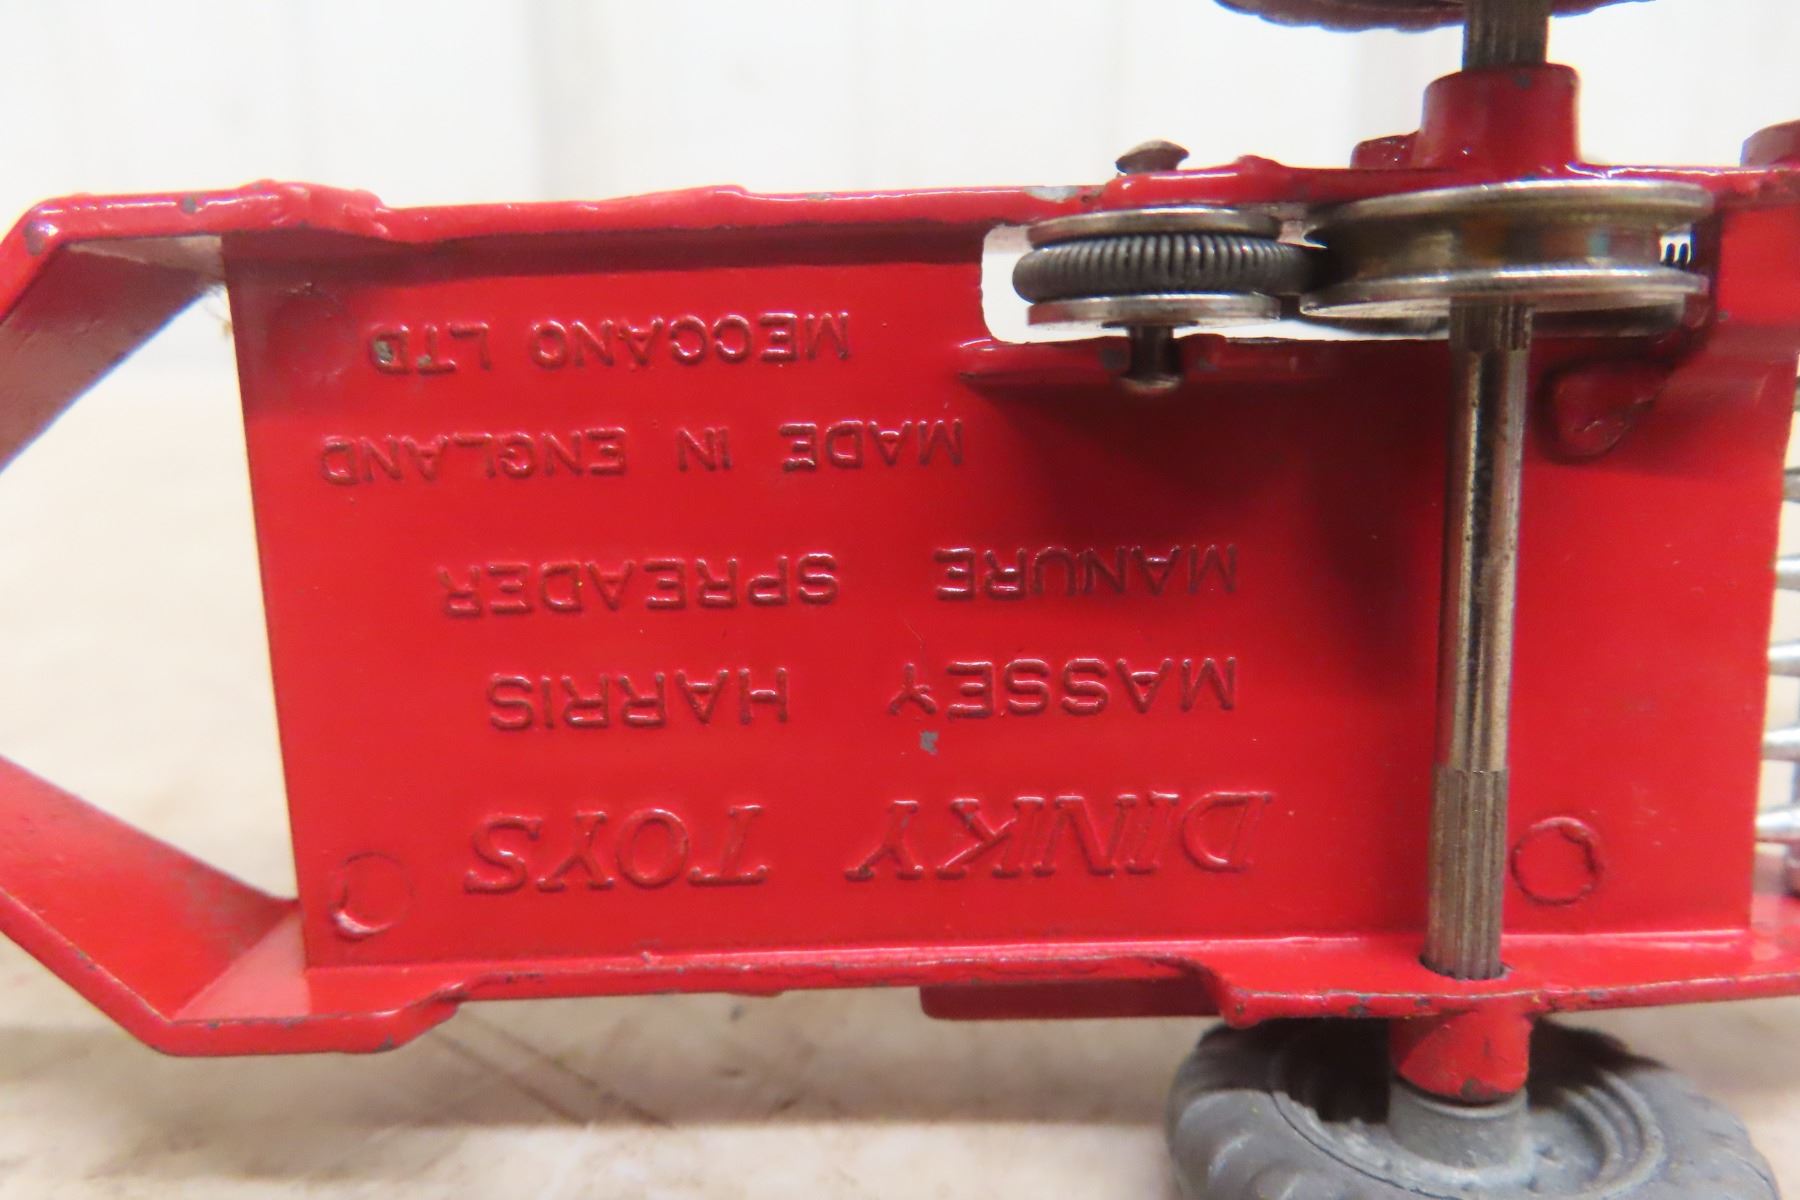 DINKY TOYS
MASSEY HARRIS
MANURE SPREADER
MADE IN ENGLAND
MECCANO LTD